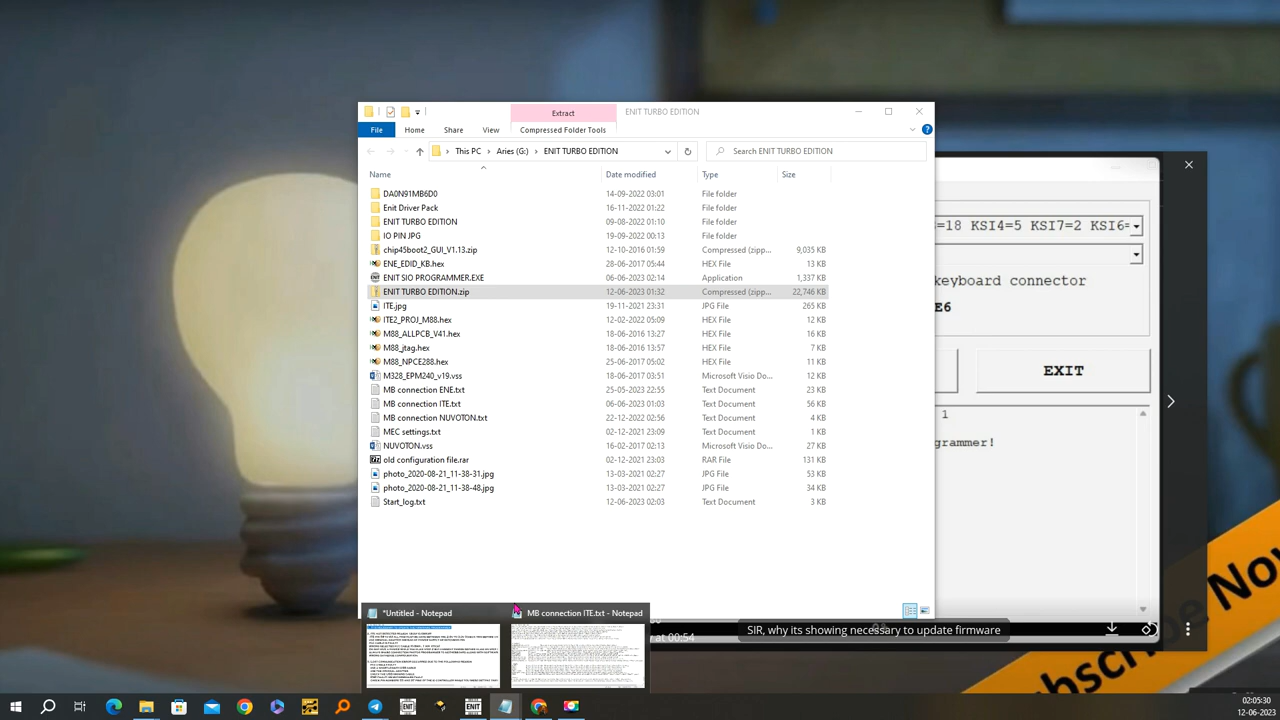 Extract
ENIT TURBO EDITION
File
Home
Share
View
Compressed Folder Tools
This PC
Aries (G:)
ENIT TURBO EDITION
Search ENIT TURBO EDITION
Name
Date modified
Type
Size
DA0N91MB6D0 14-09-2022 03:01 File folder
Enit Driver Pack 16-11-2022 01:22 File folder
ENIT TURBO EDITION 09-08-2022 01:10 File folder
IO PIN JPG 19-09-2022 00:13 File folder
chip45boot2_GUI_V1.13.zip 12-10-2016 01:59 Compressed (zipp... 9,035 KB
ENE_EDID_KB.hex 28-06-2017 05:44 HEX File 13 KB
ENIT SIO PROGRAMMER.EXE 06-06-2023 02:14 Application 1,337 KB
ENIT TURBO EDITION.zip 12-06-2023 01:32 Compressed (zipp... 22,746 KB
ITE.jpg 19-11-2021 23:31 JPG File 265 KB
ITE2_PROJ_M88.hex 12-02-2022 05:09 HEX File 12 KB
M88_ALLPCB_V41.hex 18-06-2016 13:27 HEX File 16 KB
M88_jtag.hex 18-06-2016 13:57 HEX File 7 KB
M88_NPCE288.hex 25-06-2017 05:02 HEX File 11 KB
M328_EPM240_v19.vss 18-06-2017 03:51 Microsoft Visio Do... 12 KB
MB connection ENE.txt 25-05-2023 22:55 Text Document 23 KB
MB connection ITE.txt 06-06-2023 01:03 Text Document 56 KB
MB connection NUVOTON.txt 22-12-2022 02:56 Text Document 4 KB
MEC settings.txt 02-12-2021 23:09 Text Document 1 KB
NUVOTON.vss 16-02-2017 02:13 Microsoft Visio Do... 27 KB
old configuration file.rar 02-12-2021 23:03 RAR File 131 KB
photo_2020-08-21_11-38-31.jpg 13-03-2021 02:27 JPG File 53 KB
photo_2020-08-21_11-38-48.jpg 13-03-2021 02:27 JPG File 34 KB
Start_log.txt 12-06-2023 02:03 Text Document 3 KB
=18 KSI4=5 KSI7=2 KSI6=
keyboard connector
E6
EXIT
1
grammer!
*Untitled - Notepad
MB connection ITE.txt - Notepad
at 00:54
SIR, why its is so much necessary to update firmware
No
ENIT
ENIT
02:05:30
12-06-2023